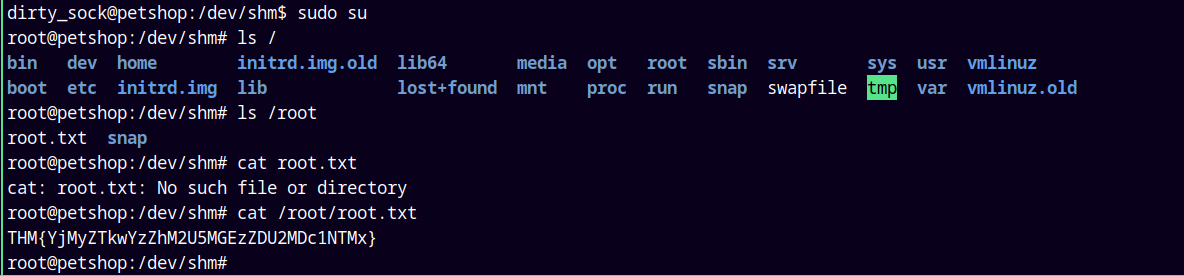 dirty_sock@petshop:/dev/shm$ sudo su
root@petshop:/dev/shm# ls /
bin dev home initrd.img.old lib64 media opt root sbin srv sys usr vmlinuz
boot etc initrd.img lib lost+found mnt proc run snap swapfile tmp var vmlinuz.old
root@petshop:/dev/shm# ls /root
root.txt snap
root@petshop:/dev/shm# cat root.txt
cat: root.txt: No such file or directory
root@petshop:/dev/shm# cat /root/root.txt
THM{YjMyZTkwYzZhM2U5MGEzZDU2MDc1NTMx}
root@petshop:/dev/shm#